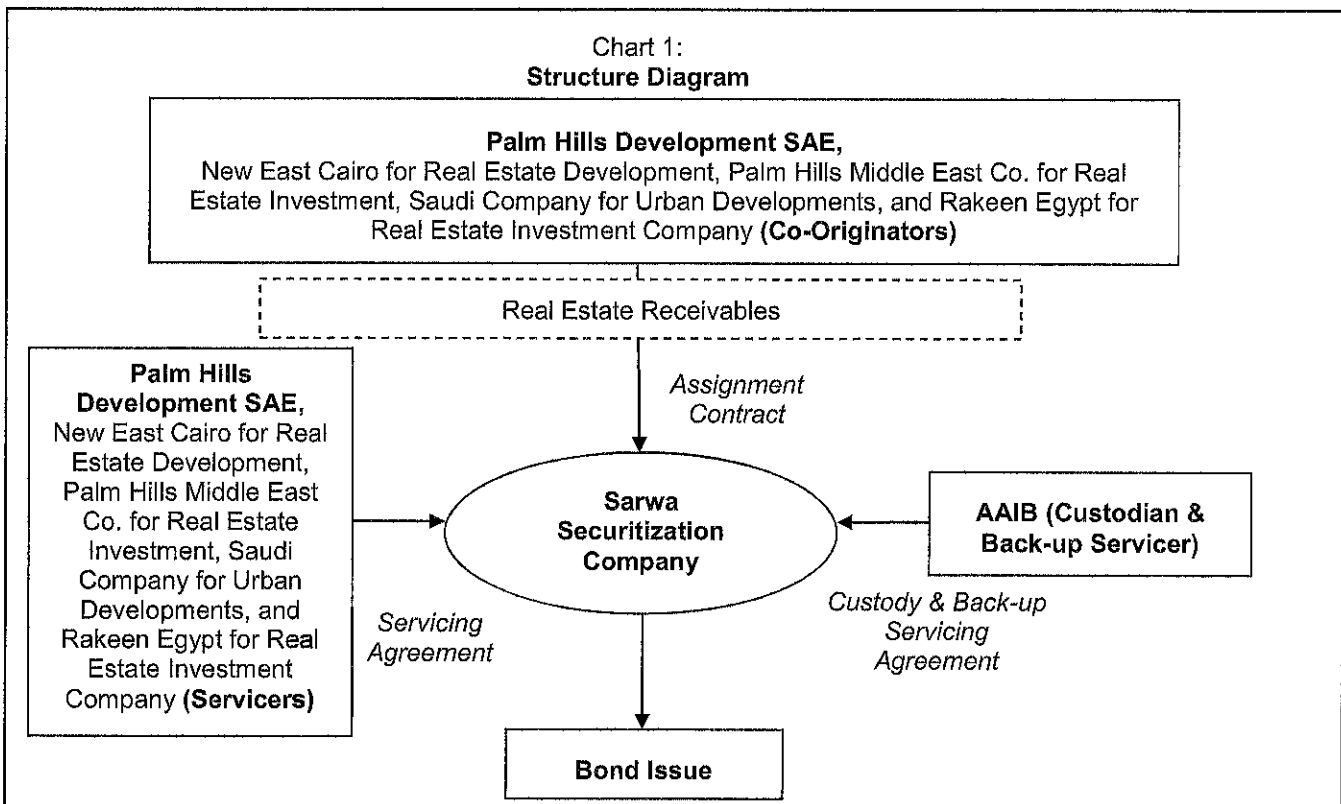 Chart 1:
Structure Diagram
Palm Hills Development SAE,
New East Cairo for Real Estate Development, Palm Hills Middle East Co. for Real
Estate Investment, Saudi Company for Urban Developments, and Rakeen Egypt for
Real Estate Investment Company (Co-Originators)
Real Estate Receivables
Assignment
Contract
Palm Hills
Development SAE,
New East Cairo for Real
Estate Development,
Palm Hills Middle East
Co. for Real Estate
Investment, Saudi
Company for Urban
Developments, and
Rakeen Egypt for Real
Estate Investment
Company (Servicers)
Servicing
Agreement
Sarwa
Securitization
Company
AAIB (Custodian &
Back-up Servicer)
Custody & Back-up
Servicing
Agreement
Bond Issue